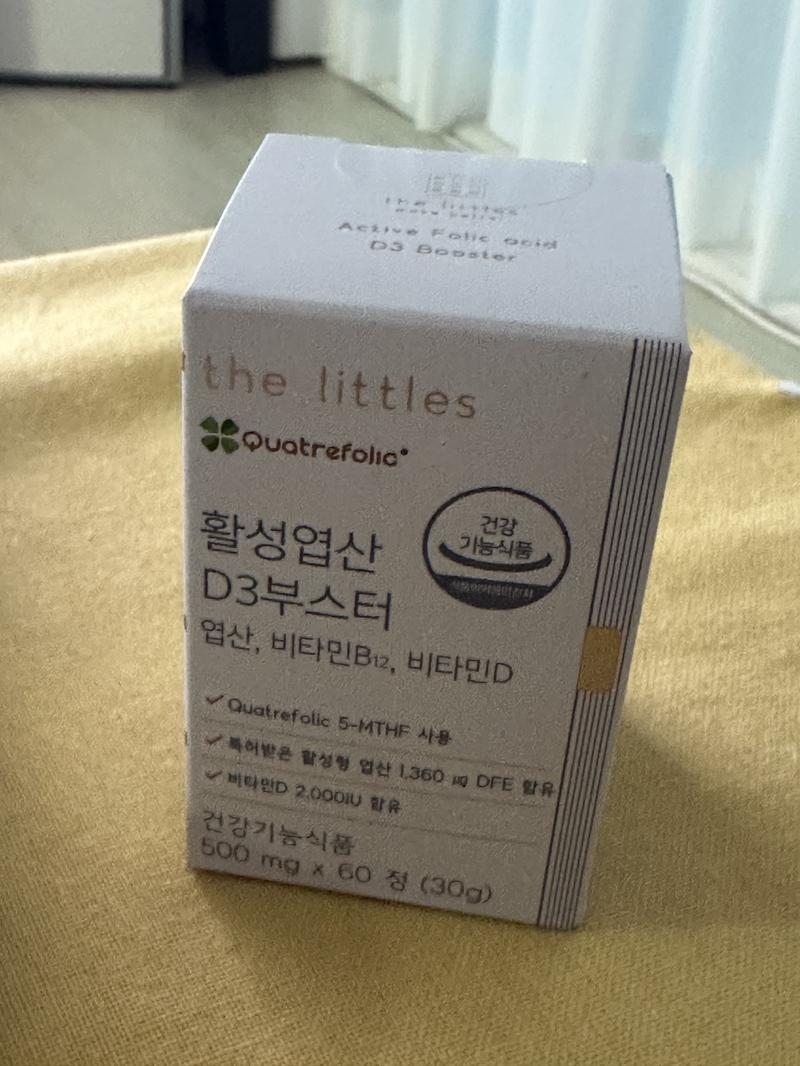 the littles
Active Folic acid
D3 Booster
the littles
Quatrefolic®
활성엽산
건강
기능식품
D3부스터
엽산, 비타민B12, 비타민D
✓Quatrefolic 5-MTHF 사용
✓특허받은 활성형 엽산 1,360 μg DFE 함유
✓비타민D 2,000IU 함유
건강기능식품
500 mg x 60 정 (30g)